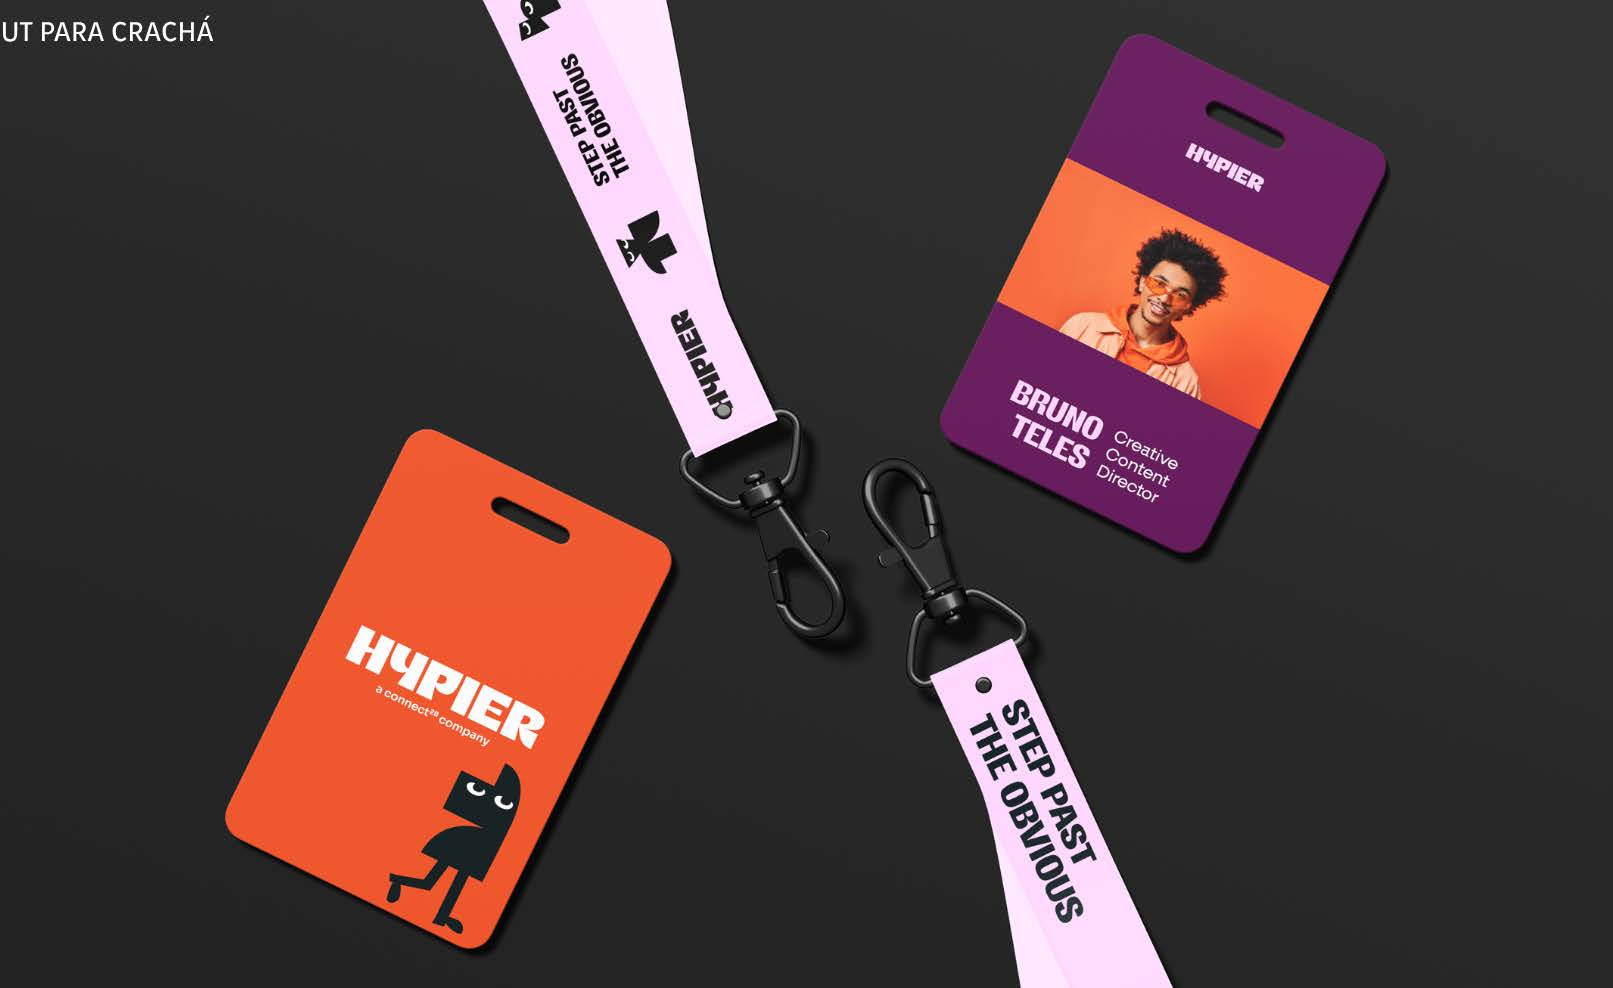 UT PARA CRACHÁ
STEP PAST
THE OBVIOUS
HYPIER
HYPIER
BRUNO
TELES
Creative
Content
Director
HYPIER
a connect²⁸ company
STEP PAST
THE OBVIOUS